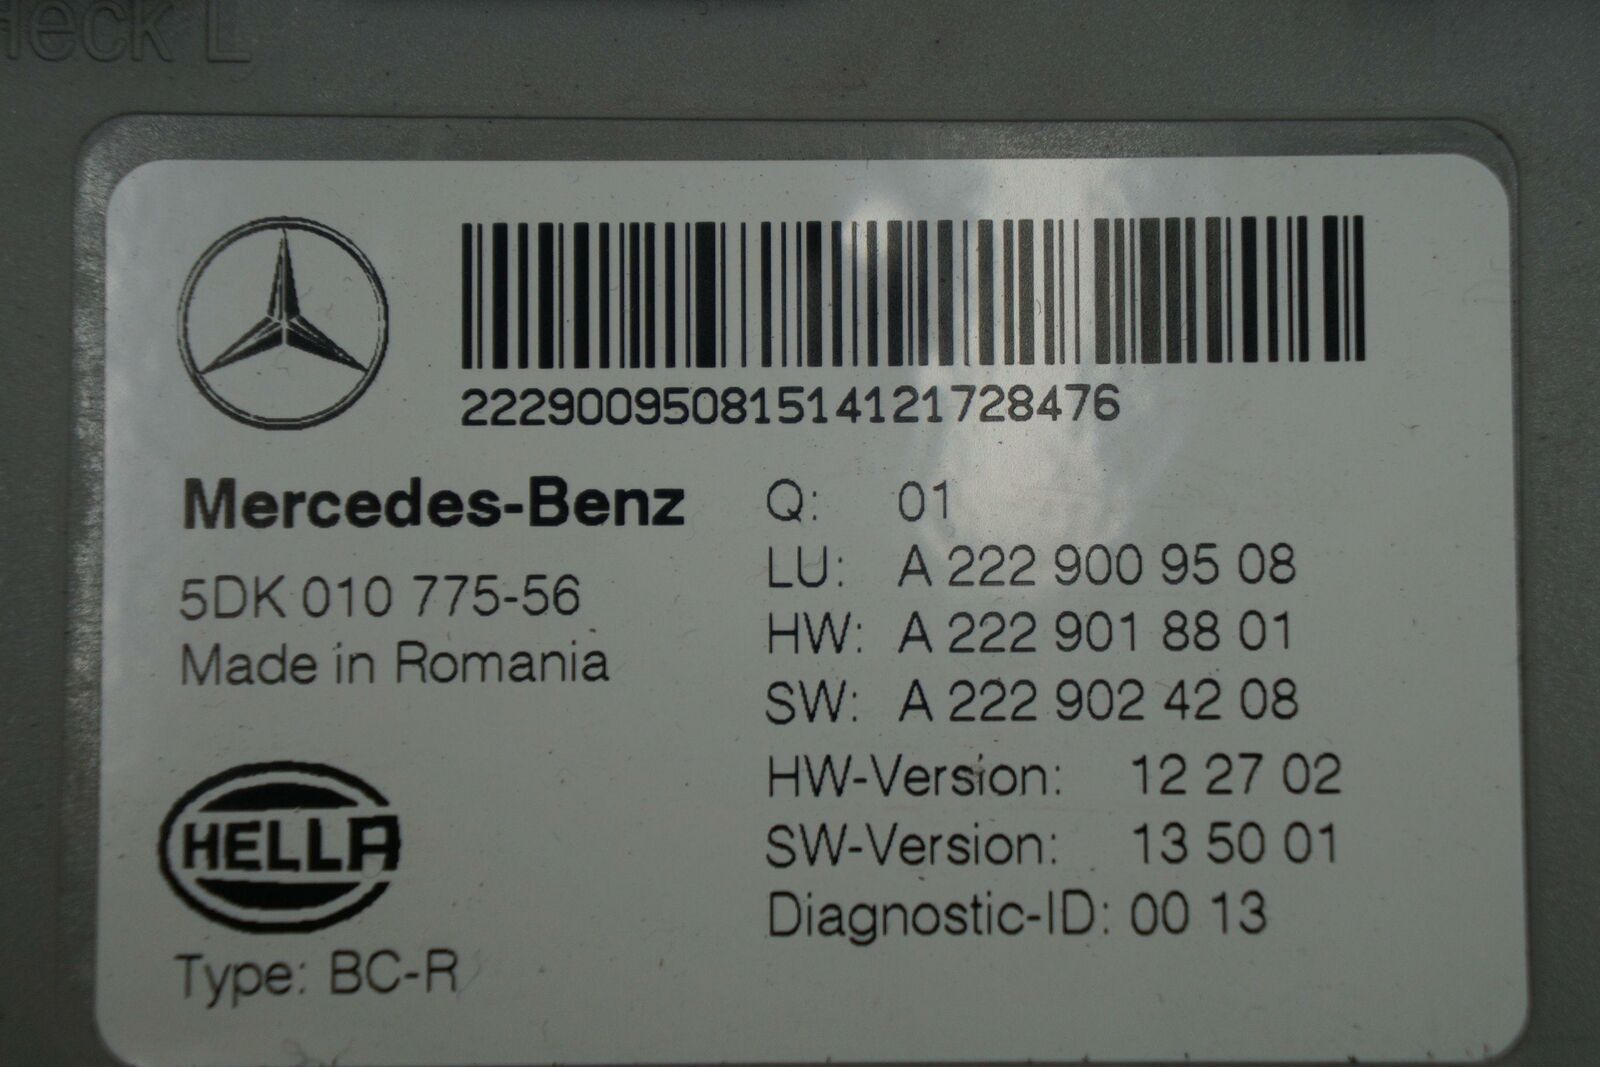 Heck L
22290095081514121728476
Mercedes-Benz
5DK 010 775-56
Made in Romania
HELLA
Type: BC-R
Q: 01
LU: A 222 900 95 08
HW: A 222 901 88 01
SW: A 222 902 42 08
HW-Version: 12 27 02
SW-Version: 13 50 01
Diagnostic-ID: 00 13